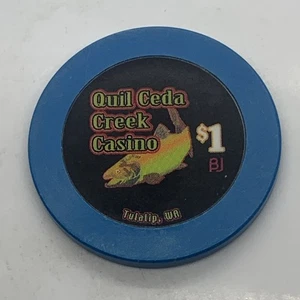 Quil Ceda
Creek
Casino
$1
BJ
Tulalip, WA